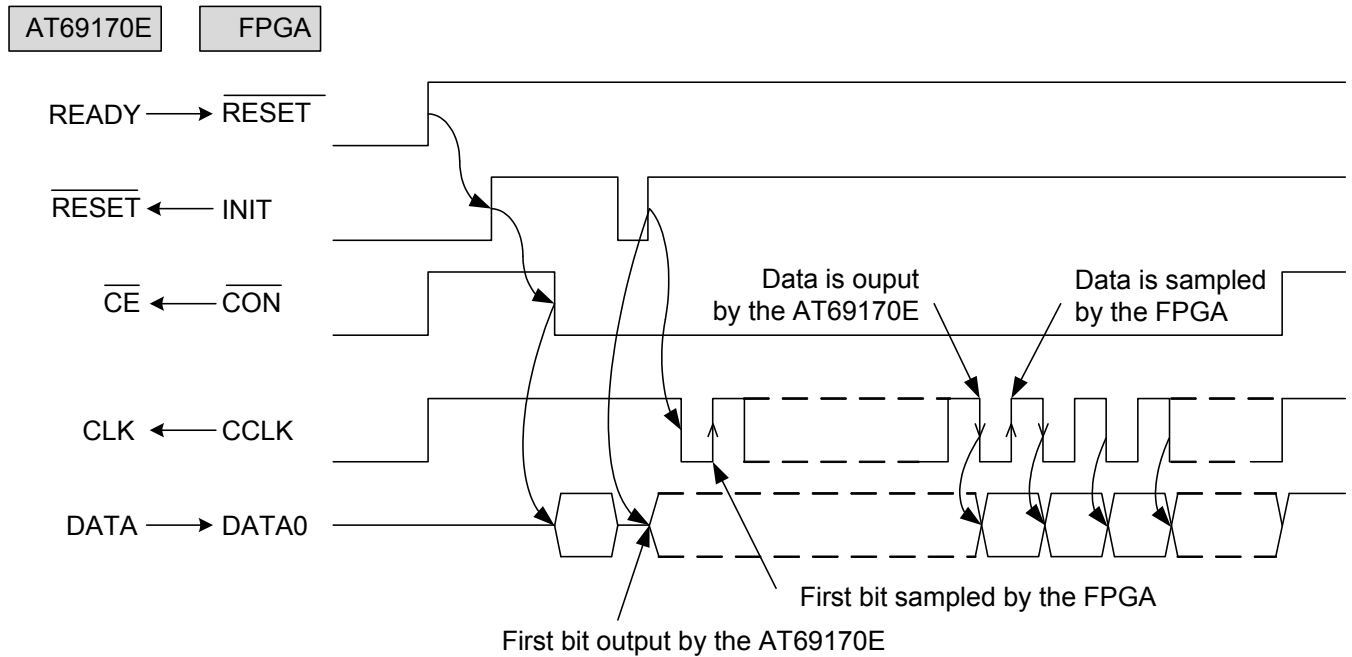 AT69170E FPGA
READY RESET
RESET INIT
CE CON
Data is ouput
by the AT69170E
Data is sampled
by the FPGA
CLK CCLK
DATA DATA0
First bit sampled by the FPGA
First bit output by the AT69170E